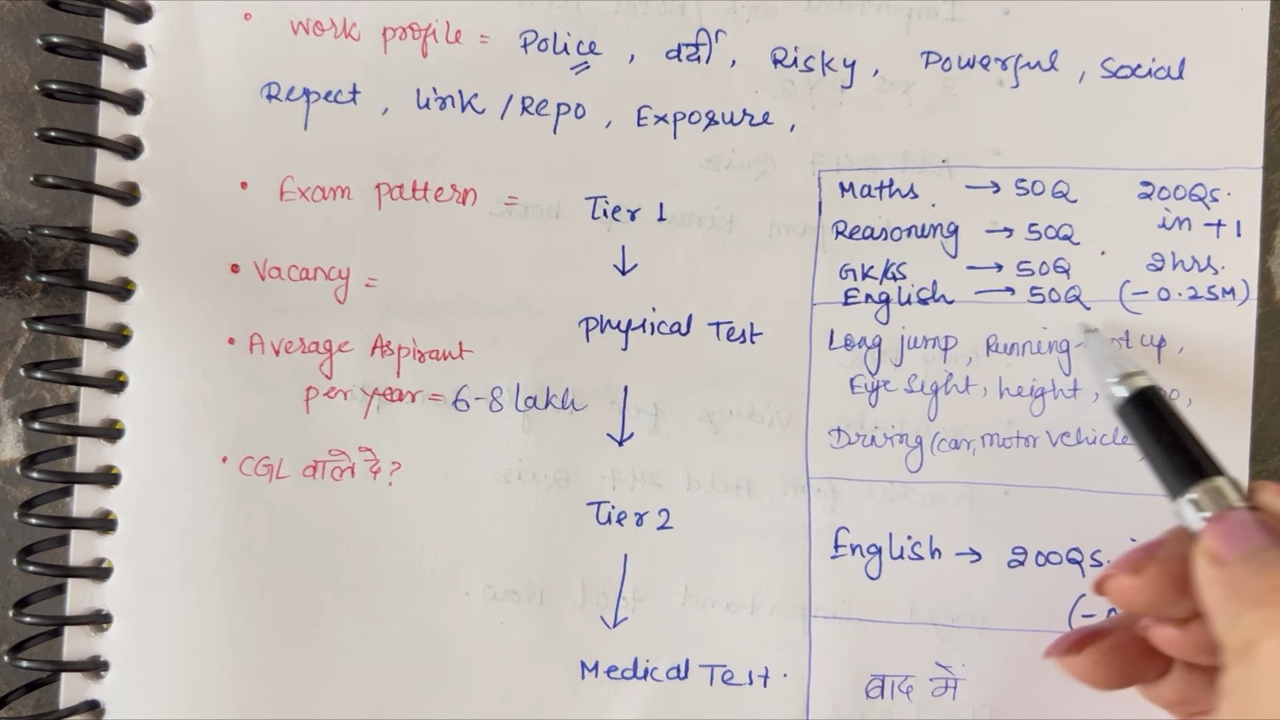 • Work profile = Police, वर्दी, Risky, Powerful, Social
Repect, link/Repo, Exposure,
• Exam pattern =
Tier 1
↓
Physical Test
↓
Tier 2
↓
Medical Test.
Maths → 50Q 200Qs.
Reasoning → 50Q in +1
GK/GS → 50Q 2hrs.
English → 50Q (-0.25M)
Long jump, Running
Eye Sight, height,
Driving (car, motor vehicle
English → 200Qs.
बाद में
• Vacancy =
• Average Aspirant
per year = 6-8 lakh
• CGL वाले दे?